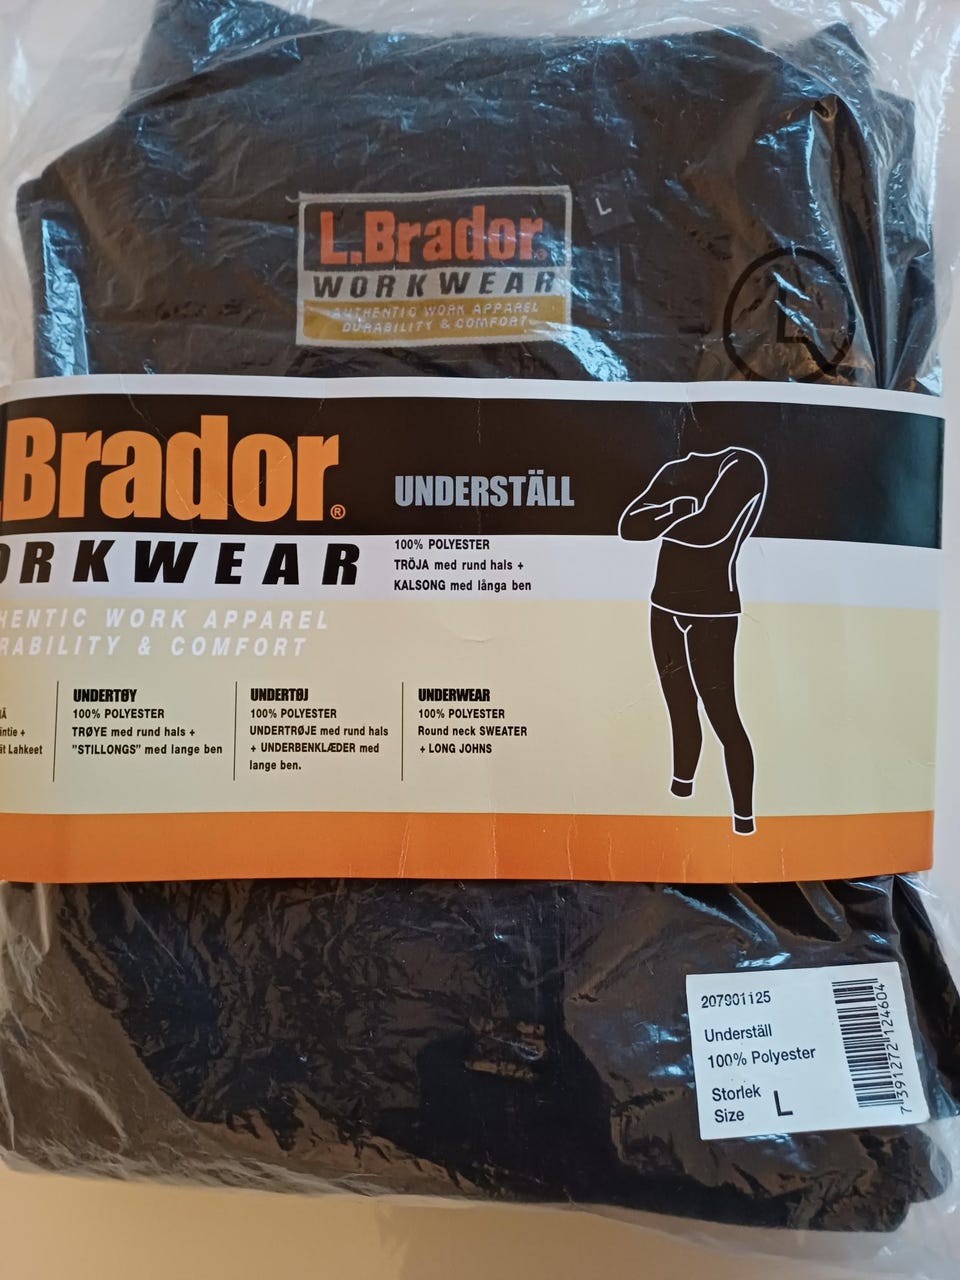 L.Brador®
WORKWEAR
AUTHENTIC WORK APPAREL
DURABILITY & COMFORT
L
L
.Brador®
ORKWEAR
HENTIC WORK APPAREL
RABILITY & COMFORT
UNDERSTÄLL
100% POLYESTER
TRÖJA med rund hals +
KALSONG med långa ben
Lahkeet
UNDERTØY
100% POLYESTER
TRØYE med rund hals +
"STILLONGS" med lange ben
UNDERTØJ
100% POLYESTER
UNDERTRØJE med rund hals
+ UNDERBENKLÆDER med
lange ben.
UNDERWEAR
100% POLYESTER
Round neck SWEATER
+ LONG JOHNS
207901125
Underställ
100% Polyester
Storlek
Size L
7391272124604